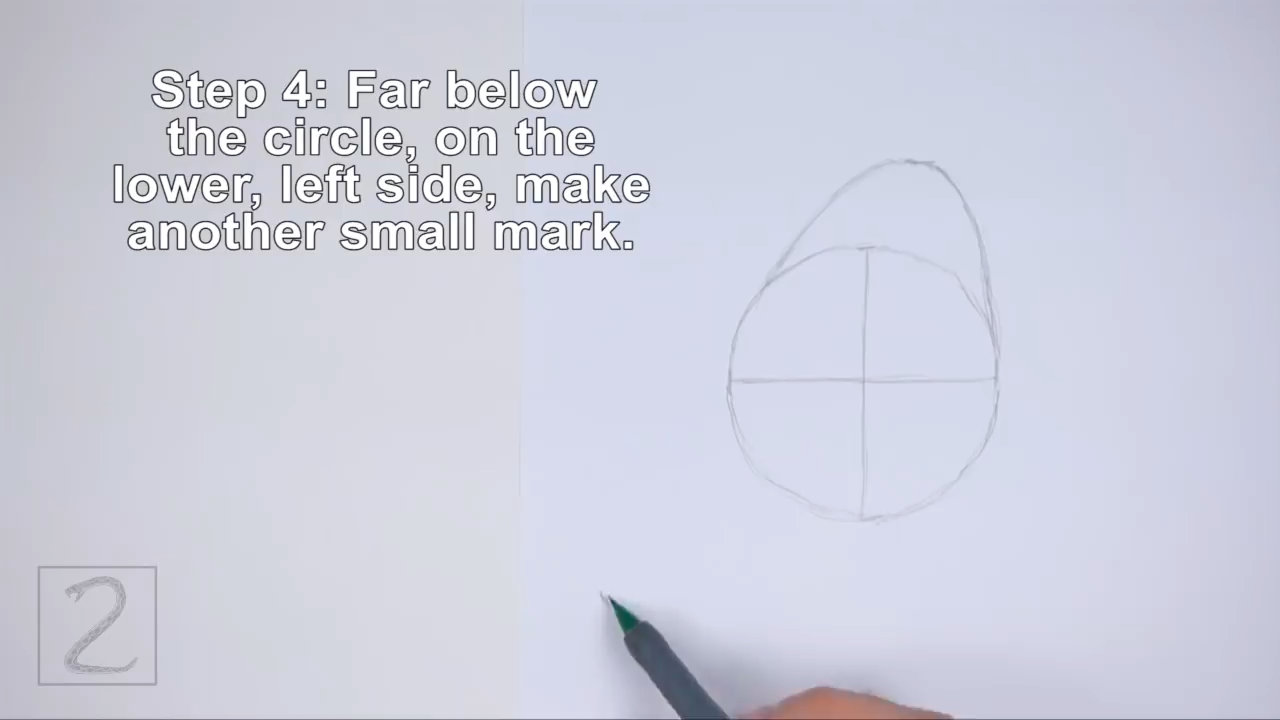 Step 4: Far below
the circle, on the
lower, left side, make
another small mark.
2